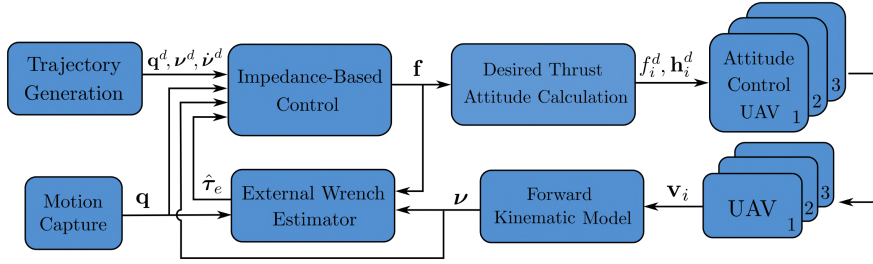 Trajectory
Generation
q^d, ν^d, ν̇^d
Impedance-Based
Control
f
Desired Thrust
Attitude Calculation
f_i^d, h_i^d
Attitude
Control
UAV
1
2
3
Motion
Capture
q
τ̂_e
External Wrench
Estimator
ν
Forward
Kinematic Model
v_i
UAV
1
2
3